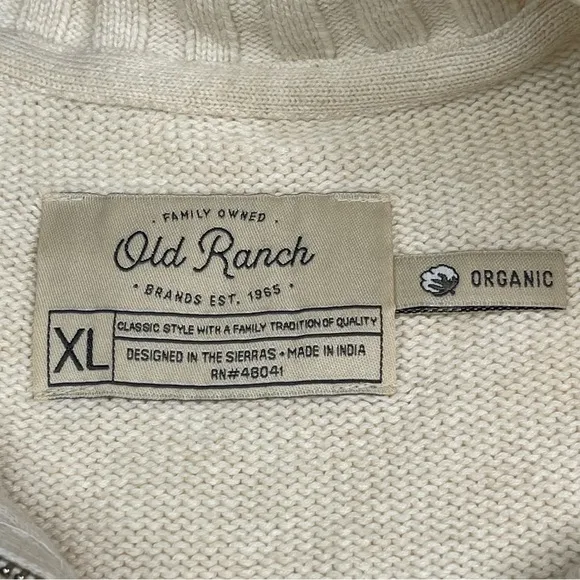 · FAMILY OWNED ·
Old Ranch
· BRANDS EST. 1965 ·
XL
CLASSIC STYLE WITH A FAMILY TRADITION OF QUALITY
DESIGNED IN THE SIERRAS • MADE IN INDIA
RN#48041
ORGANIC